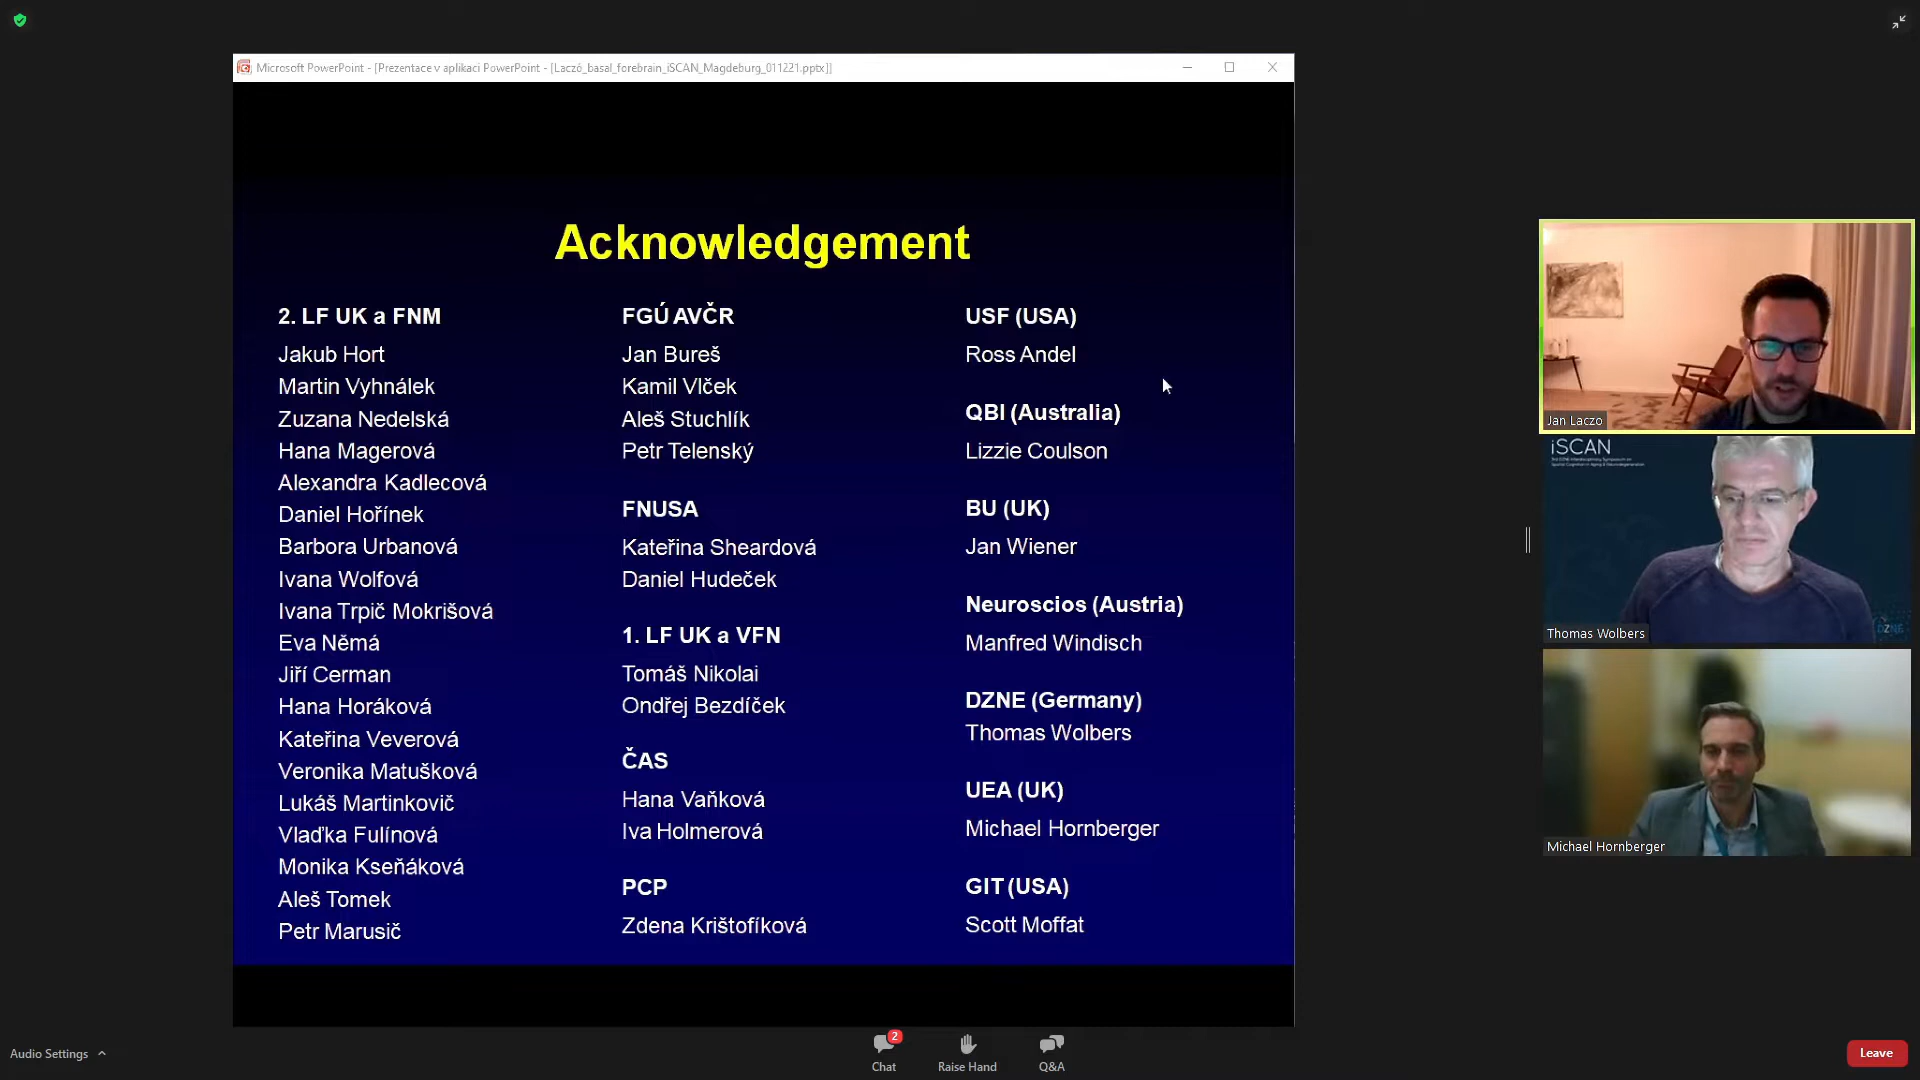 Microsoft PowerPoint - [Prezentace v aplikaci PowerPoint - [Laczó_basal_forebrain_iSCAN_Magdeburg_011221.pptx]]
Acknowledgement
2. LF UK a FNM
Jakub Hort
Martin Vyhnálek
Zuzana Nedelská
Hana Magerová
Alexandra Kadlecová
Daniel Hořínek
Barbora Urbanová
Ivana Wolfová
Ivana Trpič Mokrišová
Eva Němá
Jiří Cerman
Hana Horáková
Kateřina Veverová
Veronika Matušková
Lukáš Martinkovič
Vlaďka Fulínová
Monika Kseňáková
Aleš Tomek
Petr Marusič
FGÚ AVČR
Jan Bureš
Kamil Vlček
Aleš Stuchlík
Petr Telenský
FNUSA
Kateřina Sheardová
Daniel Hudeček
1. LF UK a VFN
Tomáš Nikolai
Ondřej Bezdíček
ČAS
Hana Vaňková
Iva Holmerová
PCP
Zdena Krištofíková
USF (USA)
Ross Andel
QBI (Australia)
Lizzie Coulson
BU (UK)
Jan Wiener
Neuroscios (Austria)
Manfred Windisch
DZNE (Germany)
Thomas Wolbers
UEA (UK)
Michael Hornberger
GIT (USA)
Scott Moffat
Jan Laczo
iSCAN
Thomas Wolbers
DZNE
Michael Hornberger
Audio Settings
2
Chat
Raise Hand
Q&A
Leave